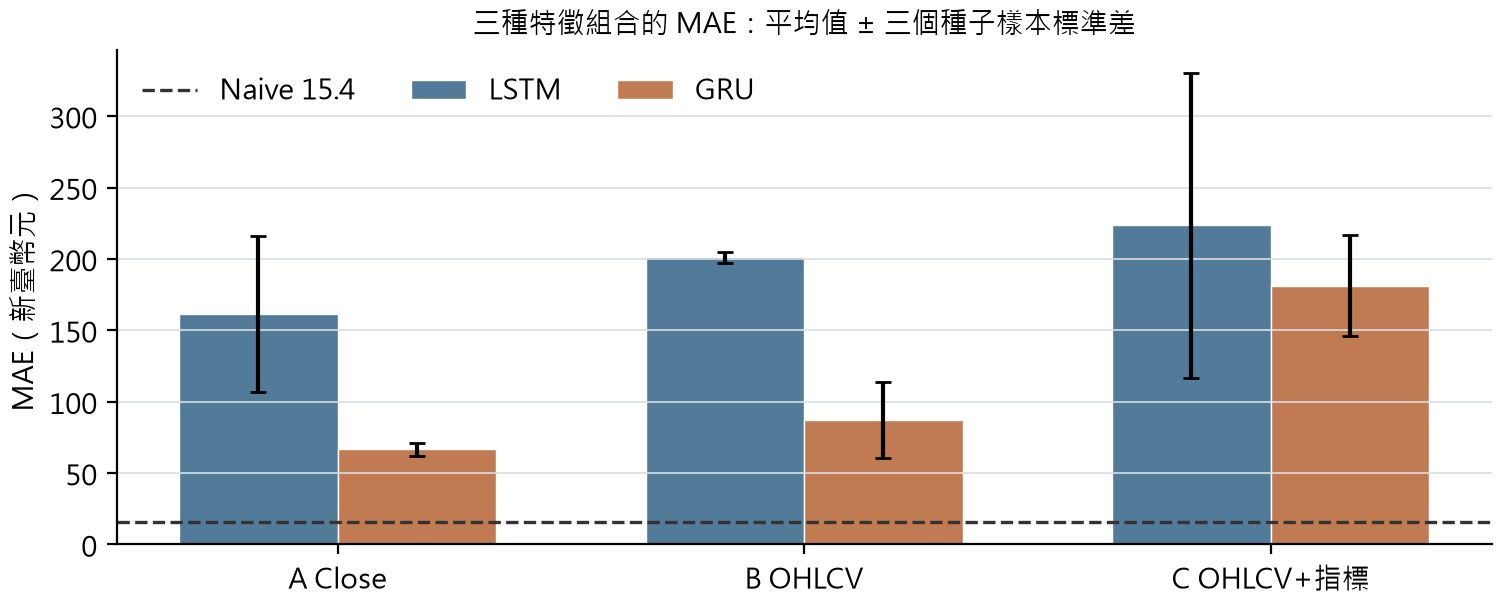 三種特徵組合的 MAE：平均值 ± 三個種子樣本標準差
Naive 15.4
LSTM
GRU
MAE（新臺幣元）
300
250
200
150
100
50
0
A Close
B OHLCV
C OHLCV+指標